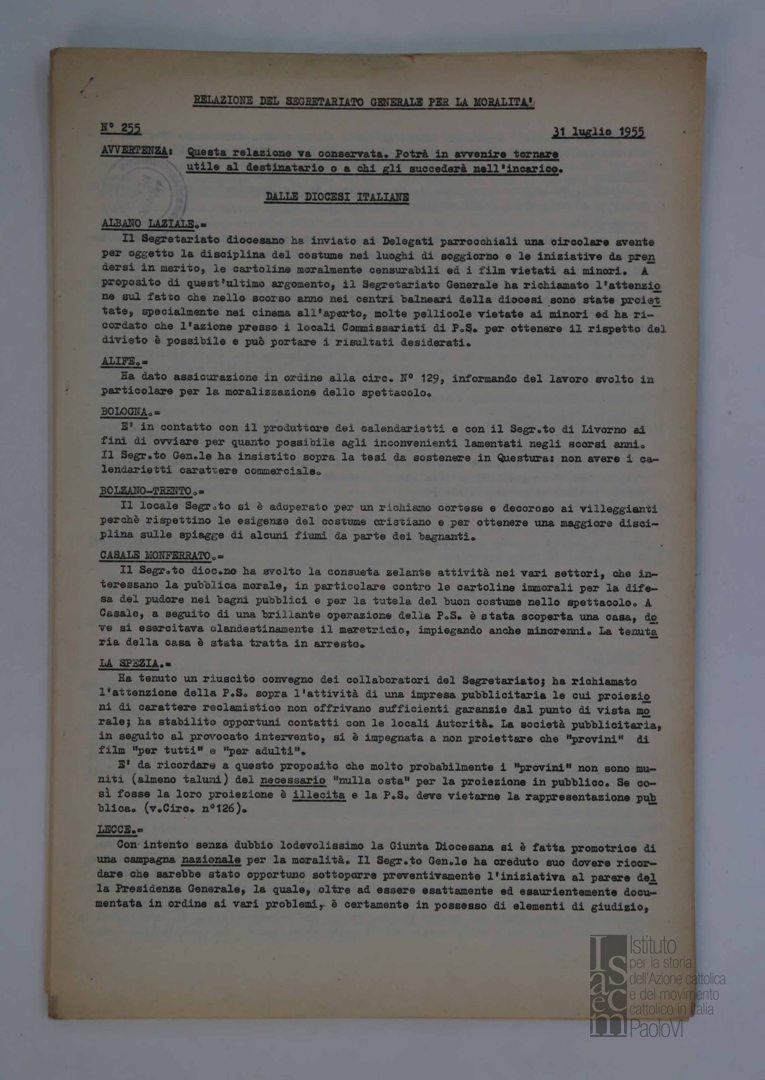 RELAZIONE DEL SEGRETARIATO GENERALE PER LA MORALITA'
N° 255
31 luglio 1955
AVVERTENZA: Questa relazione va conservata. Potrà in avvenire tornare
utile al destinatario o a chi gli succederà nell'incarico.
DALLE DIOCESI ITALIANE
ALBANO LAZIALE.=
Il Segretariato diocesano ha inviato ai Delegati parrocchiali una circolare avente
per oggetto la disciplina del costume nei luoghi di soggiorno e le iniziative da pren
dersi in merito, le cartoline moralmente censurabili ed i film vietati ai minori. A
proposito di quest'ultimo argomento, il Segretariato Generale ha richiamato l'attenzio
ne sul fatto che nello scorso anno nei centri balneari della diocesi sono state proiet
tate, specialmente nei cinema all'aperto, molte pellicole vietate ai minori ed ha ri-
cordato che l'azione presso i locali Commissariati di P.S. per ottenere il rispetto del
divieto è possibile e può portare i risultati desiderati.
ALIFE.=
Ha dato assicurazione in ordine alla circ. N° 129, informando del lavoro svolto in
particolare per la moralizzazione dello spettacolo.
BOLOGNA.=
E' in contatto con il produttore dei calendarietti e con il Segr.to di Livorno ai
fini di ovviare per quanto possibile agli inconvenienti lamentati negli scorsi anni.
Il Segr.to Gen.le ha insistito sopra la tesi da sostenere in Questura: non avere i ca-
lendarietti carattere commerciale.
BOLZANO-TRENTO.=
Il locale Segr.to si è adoperato per un richiamo cortese e decoroso ai villeggianti
perchè rispettino le esigenze del costume cristiano e per ottenere una maggiore disci-
plina sulle spiagge di alcuni fiumi da parte dei bagnanti.
CASALE MONFERRATO.=
Il Segr.to dioc.no ha svolto la consueta zelante attività nei vari settori, che in-
teressano la pubblica morale, in particolare contro le cartoline immorali per la dife-
sa del pudore nei bagni pubblici e per la tutela del buon costume nello spettacolo. A
Casale, a seguito di una brillante operazione della P.S. è stata scoperta una casa, do
ve si esercitava clandestinamente il meretricio, impiegando anche minorenni. La tenuta
ria della casa è stata tratta in arresto.
LA SPEZIA.=
Ha tenuto un riuscito convegno dei collaboratori del Segretariato; ha richiamato
l'attenzione della P.S. sopra l'attività di una impresa pubblicitaria le cui proiezio
ni di carattere reclamistico non offrivano sufficienti garanzie dal punto di vista mo
rale; ha stabilito opportuni contatti con le locali Autorità. La società pubblicitaria,
in seguito al provocato intervento, si è impegnata a non proiettare che "provini" di
film "per tutti" e "per adulti".
E' da ricordare a questo proposito che molto probabilmente i "provini" non sono mu-
niti (almeno taluni) del necessario "nulla osta" per la proiezione in pubblico. Se co-
sì fosse la loro proiezione è illecita e la P.S. deve vietarne la rappresentazione pub
blica. (v.Circ. n°126).
LECCE.=
Con intento senza dubbio lodevolissimo la Giunta Diocesana si è fatta promotrice di
una campagna nazionale per la moralità. Il Segr.to Gen.le ha creduto suo dovere ricor-
dare che sarebbe stato opportuno sottoporre preventivamente l'iniziativa al parere del
la Presidenza Generale, la quale, oltre ad essere esattamente ed esaurientemente docu-
mentata in ordine ai vari problemi, è certamente in possesso di elementi di giudizio,
Isacem
Istituto
per la storia
dell'Azione cattolica
e del movimento
cattolico in Italia
PaoloVI